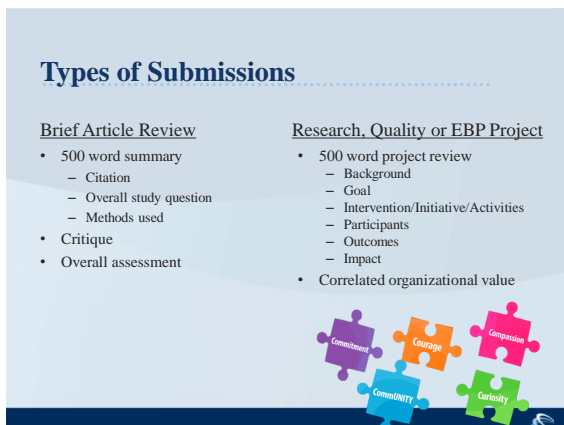 Types of Submissions
Brief Article Review
• 500 word summary
– Citation
– Overall study question
– Methods used
• Critique
• Overall assessment
Research, Quality or EBP Project
• 500 word project review
– Background
– Goal
– Intervention/Initiative/Activities
– Participants
– Outcomes
– Impact
• Correlated organizational value
Commitment
Courage
Compassion
CommUNITY
Curiosity